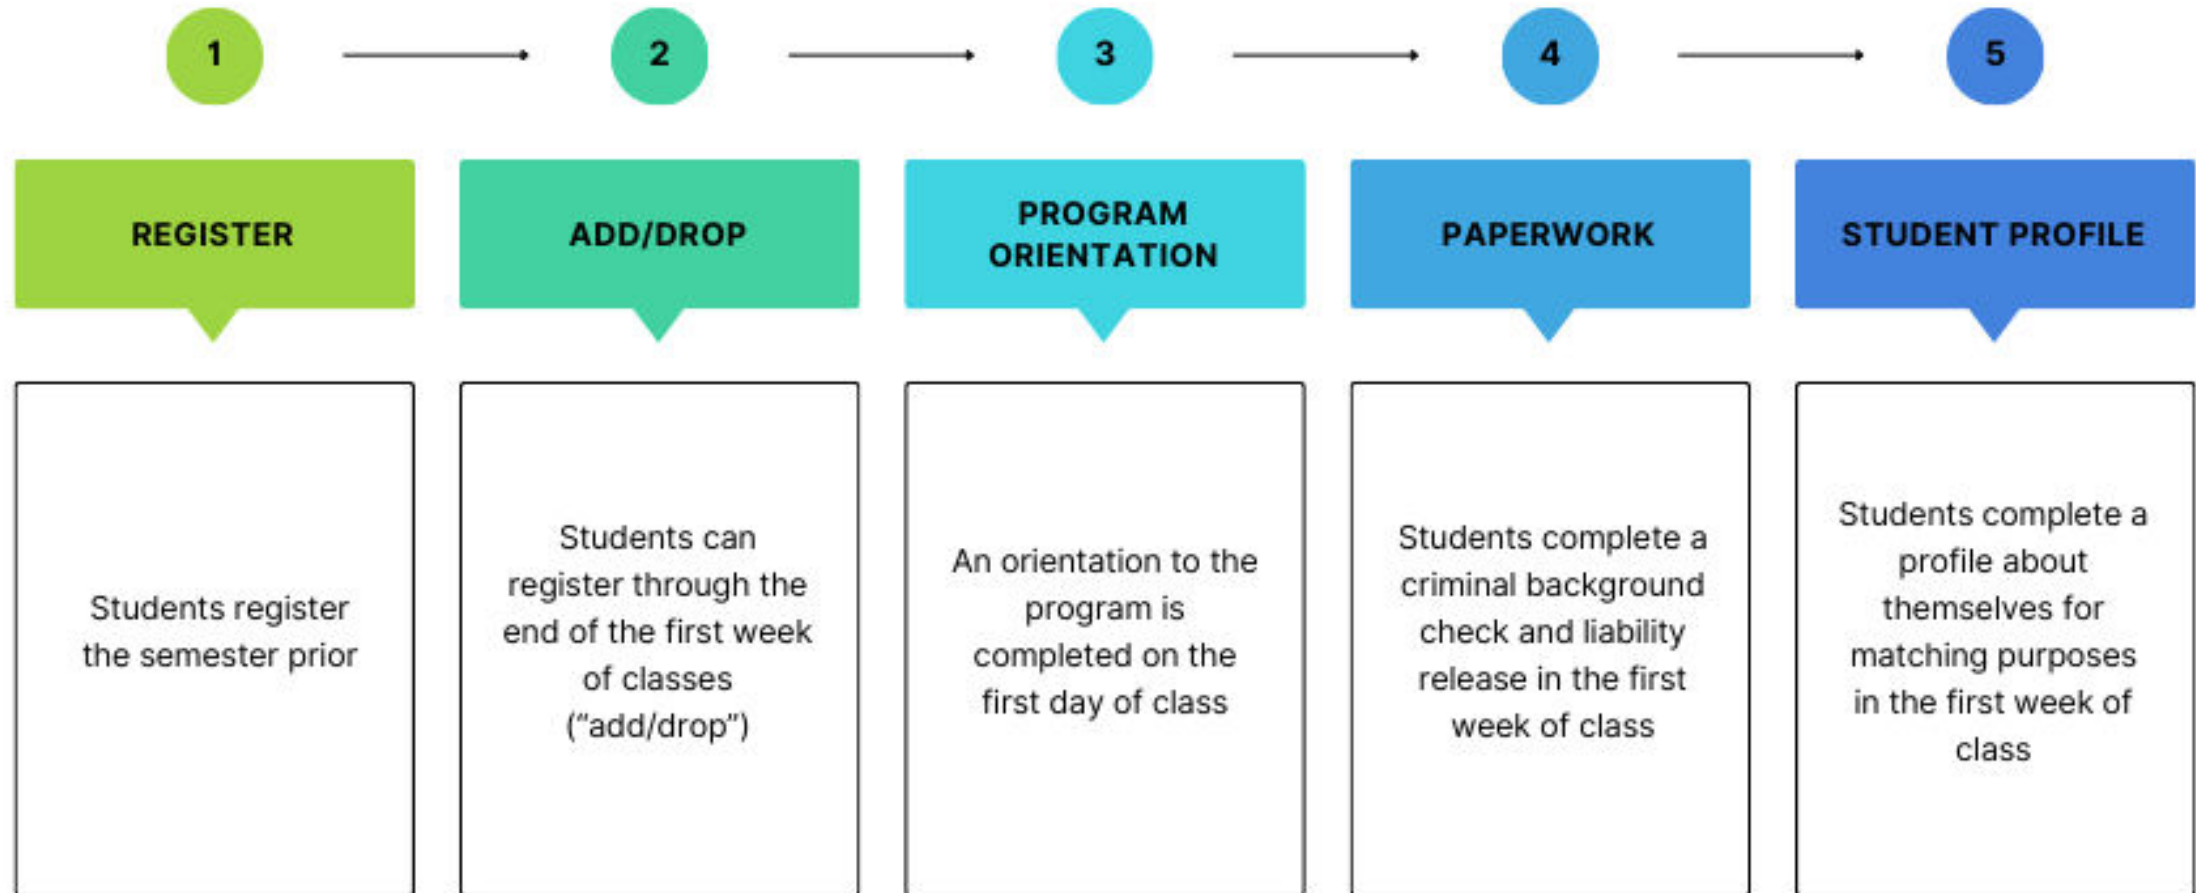 1
2
3
4
5
REGISTER
ADD/DROP
PROGRAM
ORIENTATION
PAPERWORK
STUDENT PROFILE
Students register
the semester prior
Students can
register through the
end of the first week
of classes
(“add/drop”)
An orientation to the
program is
completed on the
first day of class
Students complete a
criminal background
check and liability
release in the first
week of class
Students complete a
profile about
themselves for
matching purposes
in the first week of
class